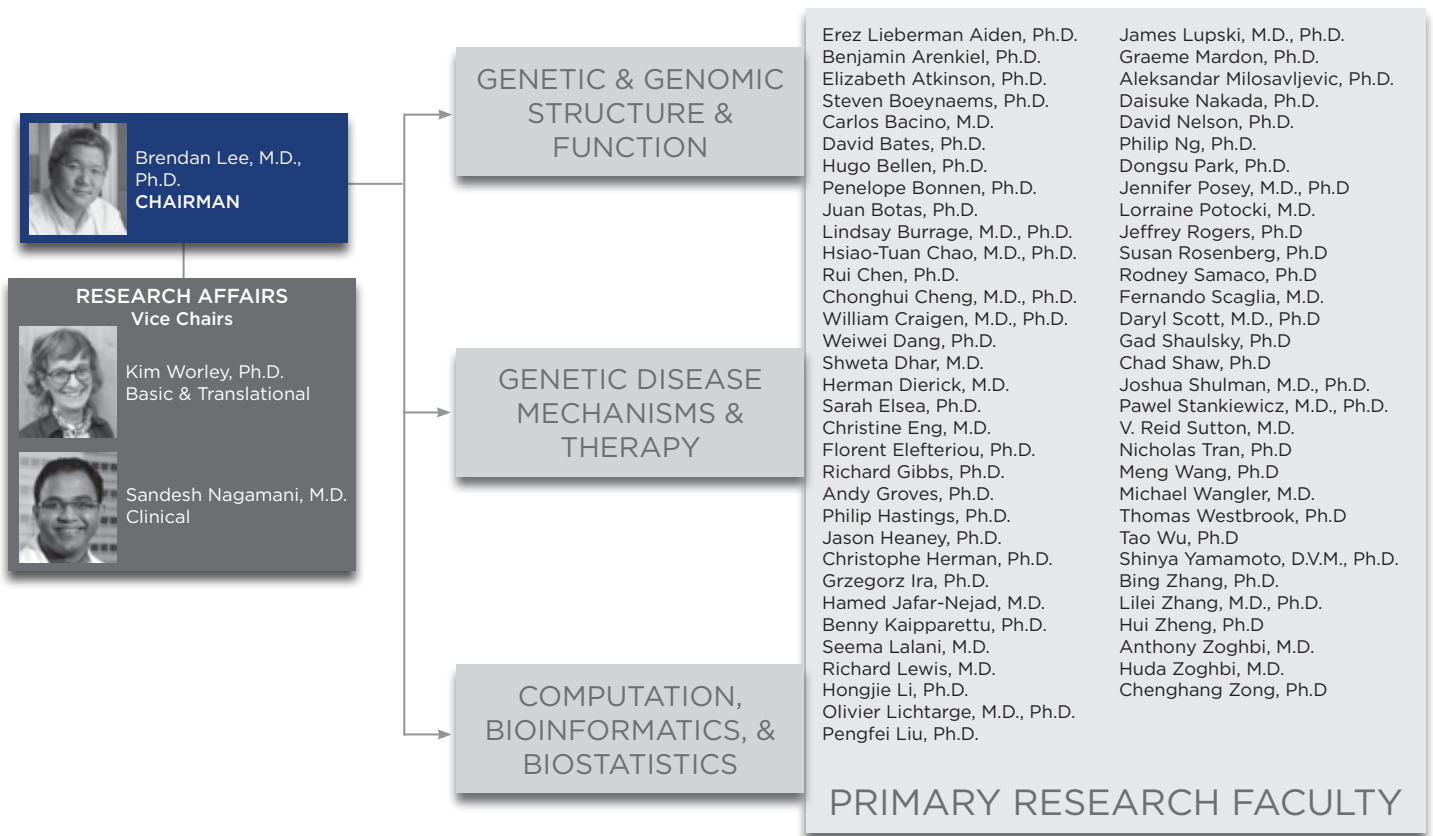 Brendan Lee, M.D.,
Ph.D.
CHAIRMAN
RESEARCH AFFAIRS
Vice Chairs
Kim Worley, Ph.D.
Basic & Translational
Sandesh Nagamani, M.D.
Clinical
GENETIC & GENOMIC
STRUCTURE &
FUNCTION
GENETIC DISEASE
MECHANISMS &
THERAPY
COMPUTATION,
BIOINFORMATICS, &
BIOSTATISTICS
Erez Lieberman Aiden, Ph.D.
Benjamin Arenkiel, Ph.D.
Elizabeth Atkinson, Ph.D.
Steven Boeynaems, Ph.D.
Carlos Bacino, M.D.
David Bates, Ph.D.
Hugo Bellen, Ph.D.
Penelope Bonnen, Ph.D.
Juan Botas, Ph.D.
Lindsay Burrage, M.D., Ph.D.
Hsiao-Tuan Chao, M.D., Ph.D.
Rui Chen, Ph.D.
Chonghui Cheng, M.D., Ph.D.
William Craigen, M.D., Ph.D.
Weiwei Dang, Ph.D.
Shweta Dhar, M.D.
Herman Dierick, M.D.
Sarah Elsea, Ph.D.
Christine Eng, M.D.
Florent Elefteriou, Ph.D.
Richard Gibbs, Ph.D.
Andy Groves, Ph.D.
Philip Hastings, Ph.D.
Jason Heaney, Ph.D.
Christophe Herman, Ph.D.
Grzegorz Ira, Ph.D.
Hamed Jafar-Nejad, M.D.
Benny Kaipparettu, Ph.D.
Seema Lalani, M.D.
Richard Lewis, M.D.
Hongjie Li, Ph.D.
Olivier Lichtarge, M.D., Ph.D.
Pengfei Liu, Ph.D.
James Lupski, M.D., Ph.D.
Graeme Mardon, Ph.D.
Aleksandar Milosavljevic, Ph.D.
Daisuke Nakada, Ph.D.
David Nelson, Ph.D.
Philip Ng, Ph.D.
Dongsu Park, Ph.D.
Jennifer Posey, M.D., Ph.D
Lorraine Potocki, M.D.
Jeffrey Rogers, Ph.D
Susan Rosenberg, Ph.D
Rodney Samaco, Ph.D
Fernando Scaglia, M.D.
Daryl Scott, M.D., Ph.D
Gad Shaulsky, Ph.D
Chad Shaw, Ph.D
Joshua Shulman, M.D., Ph.D.
Pawel Stankiewicz, M.D., Ph.D.
V. Reid Sutton, M.D.
Nicholas Tran, Ph.D
Meng Wang, Ph.D
Michael Wangler, M.D.
Thomas Westbrook, Ph.D
Tao Wu, Ph.D
Shinya Yamamoto, D.V.M., Ph.D.
Bing Zhang, Ph.D.
Lilei Zhang, M.D., Ph.D.
Hui Zheng, Ph.D
Anthony Zoghbi, M.D.
Huda Zoghbi, M.D.
Chenghang Zong, Ph.D
PRIMARY RESEARCH FACULTY